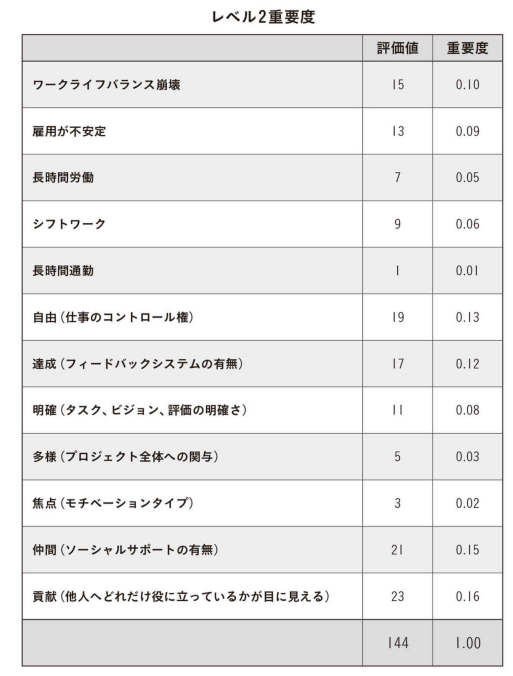 レベル2重要度
評価値 重要度
ワークライフバランス崩壊 15 0.10
雇用が不安定 13 0.09
長時間労働 7 0.05
シフトワーク 9 0.06
長時間通勤 1 0.01
自由（仕事のコントロール権） 19 0.13
達成（フィードバックシステムの有無） 17 0.12
明確（タスク、ビジョン、評価の明確さ） 11 0.08
多様（プロジェクト全体への関与） 5 0.03
焦点（モチベーションタイプ） 3 0.02
仲間（ソーシャルサポートの有無） 21 0.15
貢献（他人へどれだけ役に立っているかが目に見える） 23 0.16
144 1.00